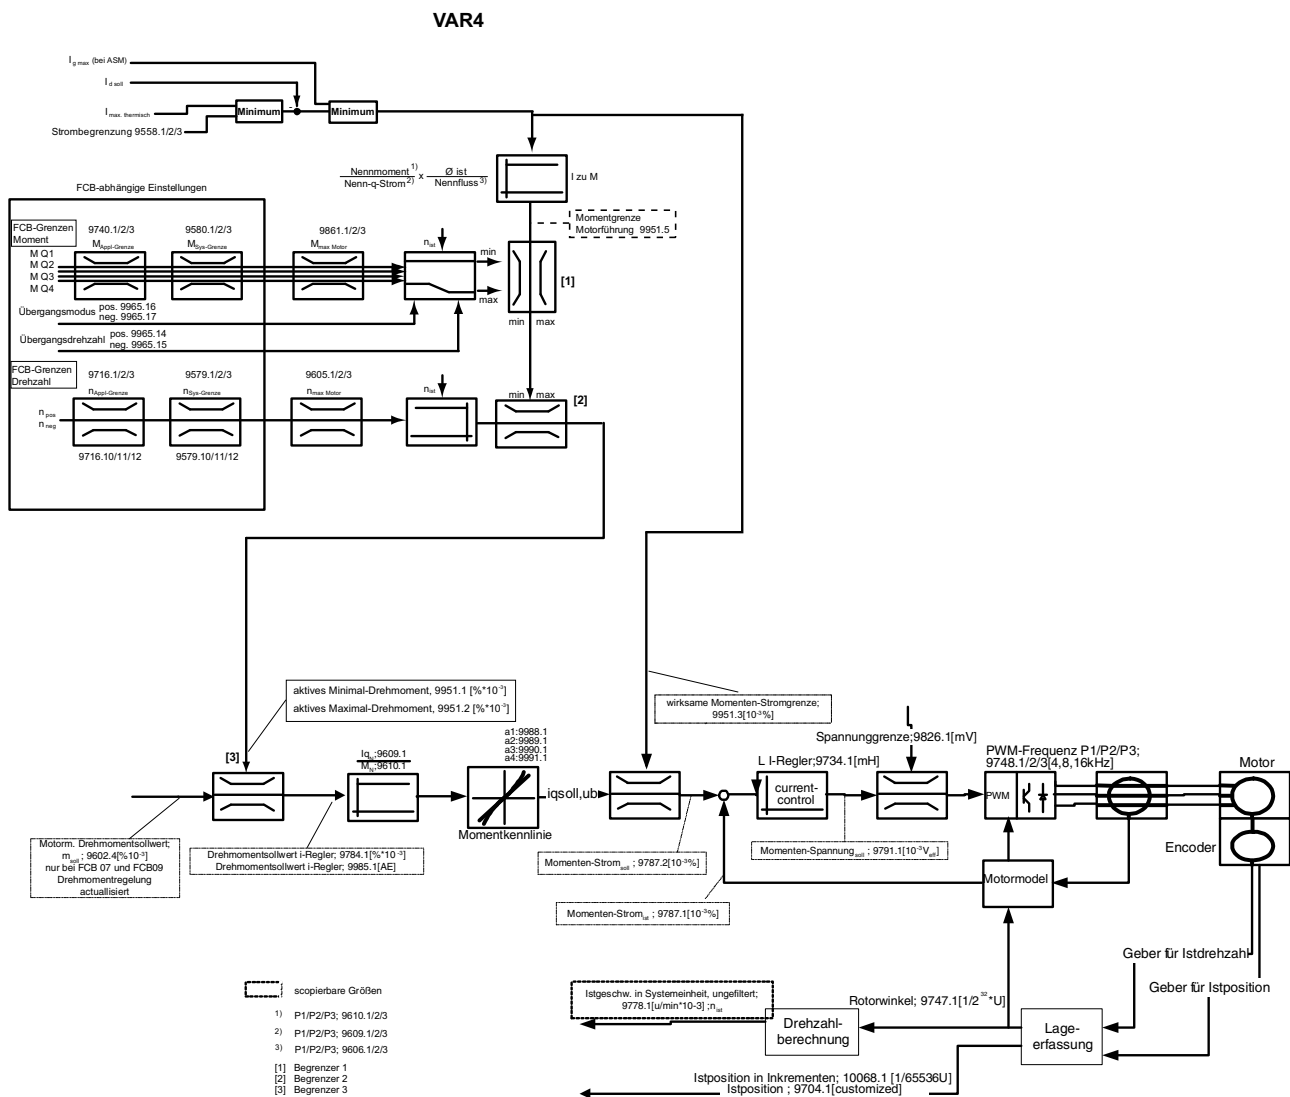 VAR4
I g max (bei ASM)
I d soll
I max. thermisch
Strombegrenzung 9558.1/2/3
Minimum
-
Minimum
Nennmoment 1)
Nenn-q-Strom 2)
x
Ø ist
Nennfluss 3)
I zu M
Momentgrenze
Motorführung 9951.5
FCB-abhängige Einstellungen
FCB-Grenzen
Moment
M Q1
M Q2
M Q3
M Q4
9740.1/2/3
M Appl-Grenze
9580.1/2/3
M Sys-Grenze
9861.1/2/3
M max Motor
n ist
min
max
[1]
min max
Übergangsmodus pos. 9965.16
neg. 9965.17
Übergangsdrehzahl pos. 9965.14
neg. 9965.15
FCB-Grenzen
Drehzahl
9716.1/2/3
n Appl-Grenze
9579.1/2/3
n Sys-Grenze
9605.1/2/3
n max Motor
n ist
min max
[2]
n pos
n neg
9716.10/11/12
9579.10/11/12
aktives Minimal-Drehmoment, 9951.1 [%*10-3]
aktives Maximal-Drehmoment, 9951.2 [%*10-3]
wirksame Momenten-Stromgrenze;
9951.3[10-3%]
[3]
Iq N ;9609.1
M N ;9610.1
a1:9988.1
a2:9989.1
a3:9990.1
a4:9991.1
Momentkennlinie
iqsoll,ub
L I-Regler;9734.1[mH]
current-
control
Spannunggrenze;9826.1[mV]
PWM-Frequenz P1/P2/P3;
9748.1/2/3[4,8,16kHz]
PWM
Motor
Encoder
Motorm. Drehmomentsollwert;
m soll ; 9602.4[%10-3]
nur bei FCB 07 und FCB09
Drehmomentregelung
actuallisiert
Drehmomentsollwert i-Regler; 9784.1[%*10-3]
Drehmomentsollwert i-Regler; 9985.1[AE]
Momenten-Strom soll ; 9787.2[10-3%]
Momenten-Spannung soll ; 9791.1[10-3V eff]
Momenten-Strom ist ; 9787.1[10-3%]
Motormodel
Geber für Istdrehzahl
Geber für Istposition
scopierbare Größen
1) P1/P2/P3; 9610.1/2/3
2) P1/P2/P3; 9609.1/2/3
3) P1/P2/P3; 9606.1/2/3
[1] Begrenzer 1
[2] Begrenzer 2
[3] Begrenzer 3
Istgeschw. in Systemeinheit, ungefiltert;
9778.1[u/min*10-3] ;n ist
Rotorwinkel; 9747.1[1/2 32 *U]
Drehzahl-
berechnung
Lage-
erfassung
Istposition in Inkrementen; 10068.1 [1/65536U]
Istposition ; 9704.1[customized]